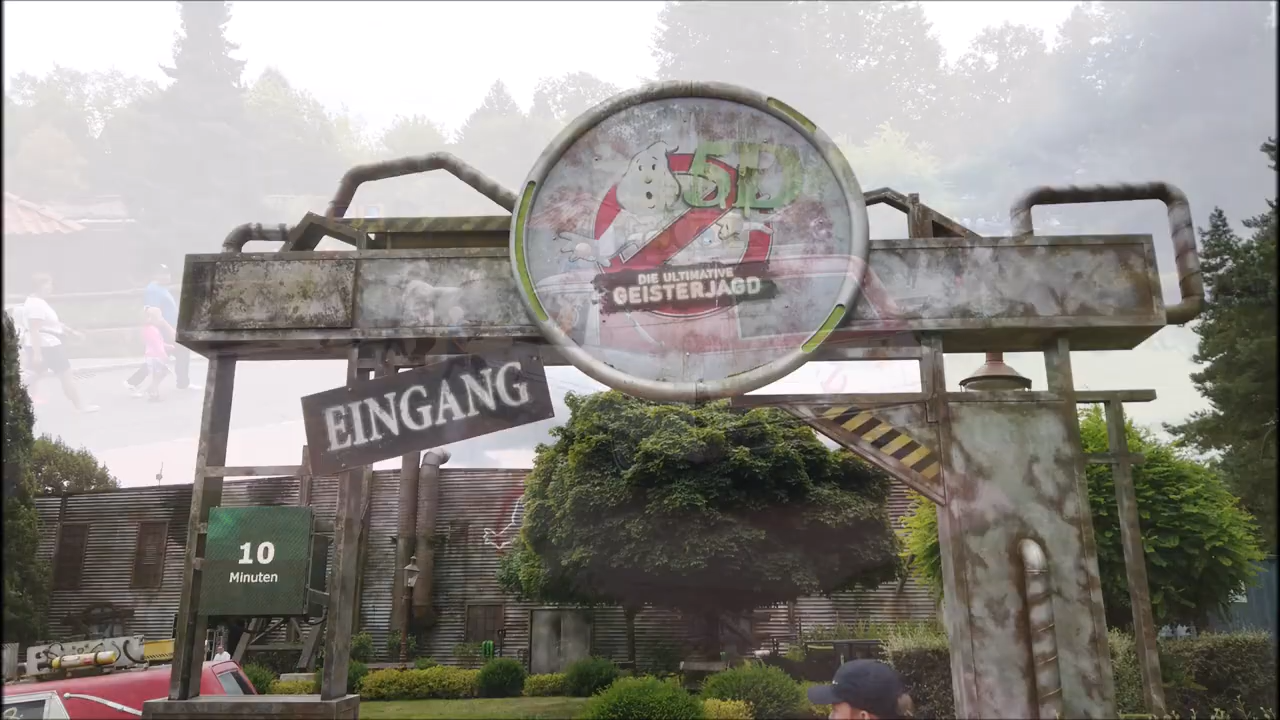 5D
DIE ULTIMATIVE
GEISTERJAGD
EINGANG
10
Minuten